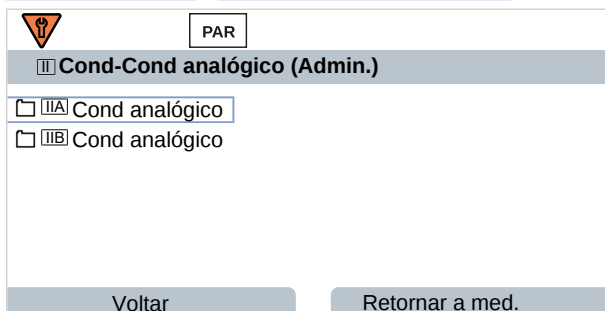 PAR
II Cond-Cond analógico (Admin.)
IIA Cond analógico
IIB Cond analógico
Voltar Retornar a med.